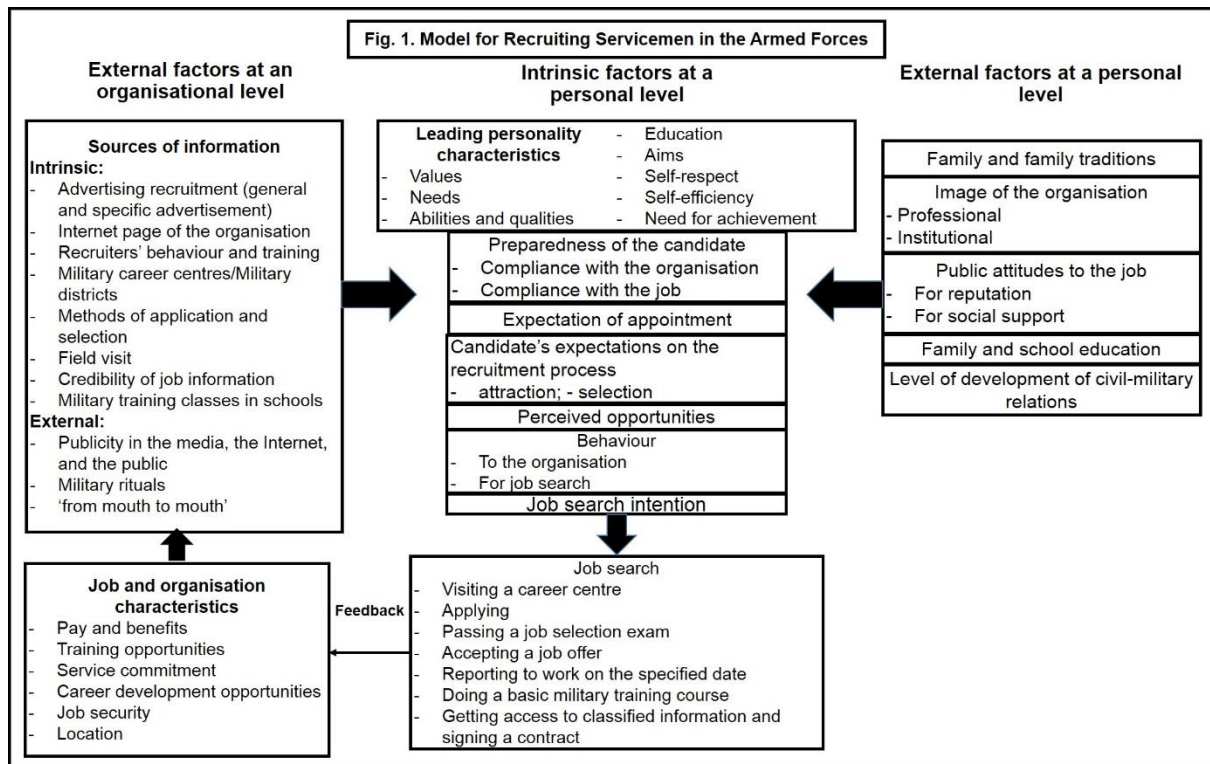 Fig. 1. Model for Recruiting Servicemen in the Armed Forces
External factors at an
organisational level
Sources of information
Intrinsic:
- Advertising recruitment (general
and specific advertisement)
- Internet page of the organisation
- Recruiters' behaviour and training
- Military career centres/Military
districts
- Methods of application and
selection
- Field visit
- Credibility of job information
- Military training classes in schools
External:
- Publicity in the media, the Internet,
and the public
- Military rituals
- 'from mouth to mouth'
Job and organisation
characteristics
- Pay and benefits
- Training opportunities
- Service commitment
- Career development opportunities
- Job security
- Location
Intrinsic factors at a
personal level
Leading personality
characteristics
- Values
- Needs
- Abilities and qualities
- Education
- Aims
- Self-respect
- Self-efficiency
- Need for achievement
Preparedness of the candidate
- Compliance with the organisation
- Compliance with the job
Expectation of appointment
Candidate's expectations on the
recruitment process
- attraction; - selection
Perceived opportunities
Behaviour
- To the organisation
- For job search
Job search intention
Job search
- Visiting a career centre
- Applying
- Passing a job selection exam
- Accepting a job offer
- Reporting to work on the specified date
- Doing a basic military training course
- Getting access to classified information and
signing a contract
Feedback
External factors at a personal
level
Family and family traditions
Image of the organisation
- Professional
- Institutional
Public attitudes to the job
- For reputation
- For social support
Family and school education
Level of development of civil-military
relations